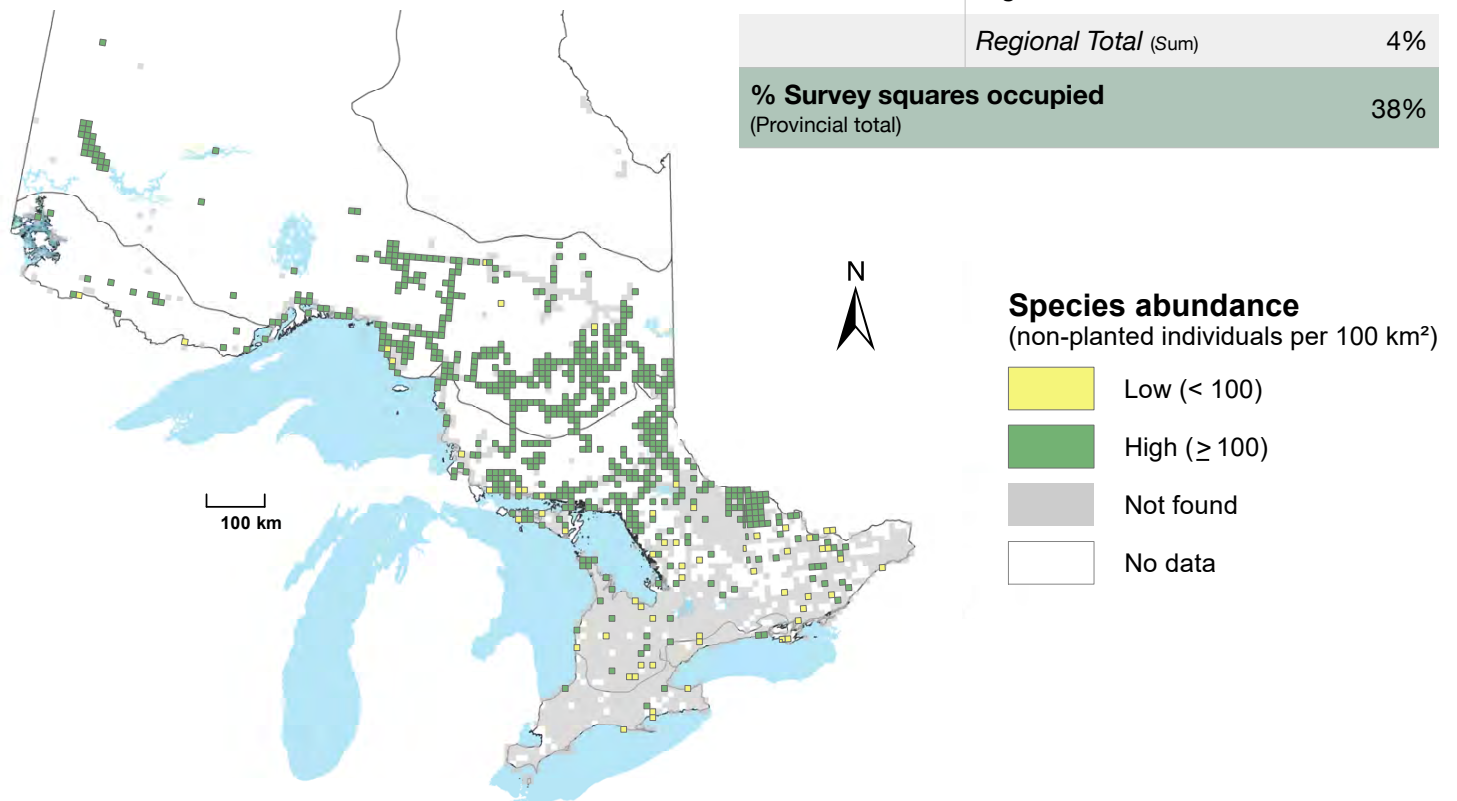 Regional Total (Sum) 4%
% Survey squares occupied 38%
(Provincial total)
N
Species abundance
(non-planted individuals per 100 km²)
Low (< 100)
High (≥ 100)
Not found
No data
100 km